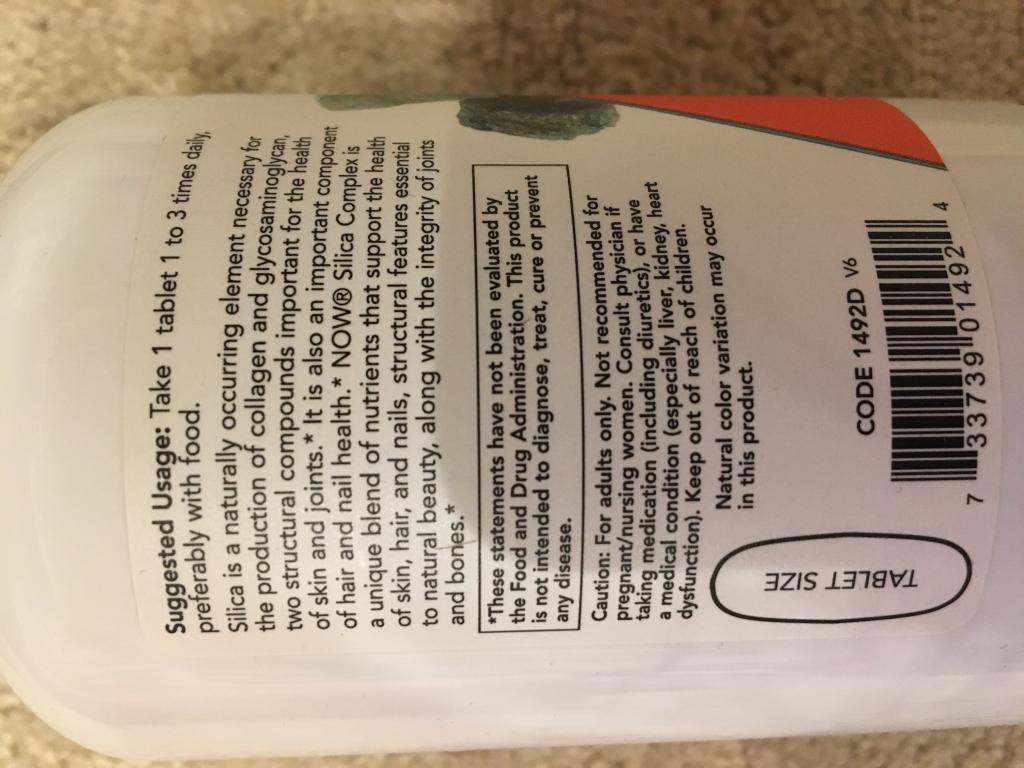 Suggested Usage: Take 1 tablet 1 to 3 times daily,
preferably with food.
Silica is a naturally occurring element necessary for
the production of collagen and glycosaminoglycan,
two structural compounds important for the health
of skin and joints.* It is also an important component
of hair and nail health.* NOW® Silica Complex is
a unique blend of nutrients that support the health
of skin, hair, and nails, structural features essential
to natural beauty, along with the integrity of joints
and bones.*
*These statements have not been evaluated by
the Food and Drug Administration. This product
is not intended to diagnose, treat, cure or prevent
any disease.
Caution: For adults only. Not recommended for
pregnant/nursing women. Consult physician if
taking medication (including diuretics), or have
a medical condition (especially liver, kidney, heart
dysfunction). Keep out of reach of children.
Natural color variation may occur
in this product.
TABLET SIZE
CODE 1492D V6
7 33739 01492 4